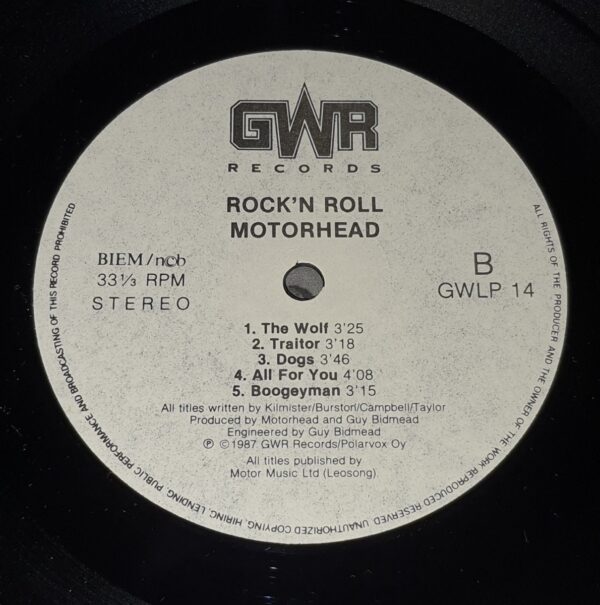 GWR
RECORDS
ROCK'N ROLL
MOTORHEAD
BIEM/ncb
33⅓ RPM
STEREO
B
GWLP 14
1. The Wolf 3'25
2. Traitor 3'18
3. Dogs 3'46
4. All For You 4'08
5. Boogeyman 3'15
All titles written by Kilmister/Burston/Campbell/Taylor
Produced by Motorhead and Guy Bidmead
Engineered by Guy Bidmead
℗ © 1987 GWR Records/Polarvox Oy
All titles published by
Motor Music Ltd (Leosong)
ALL RIGHTS OF THE PRODUCER AND THE OWNER OF THE WORK REPRODUCED RESERVED. UNAUTHORIZED COPYING, HIRING, LENDING, PUBLIC PERFORMANCE AND BROADCASTING OF THIS RECORD PROHIBITED